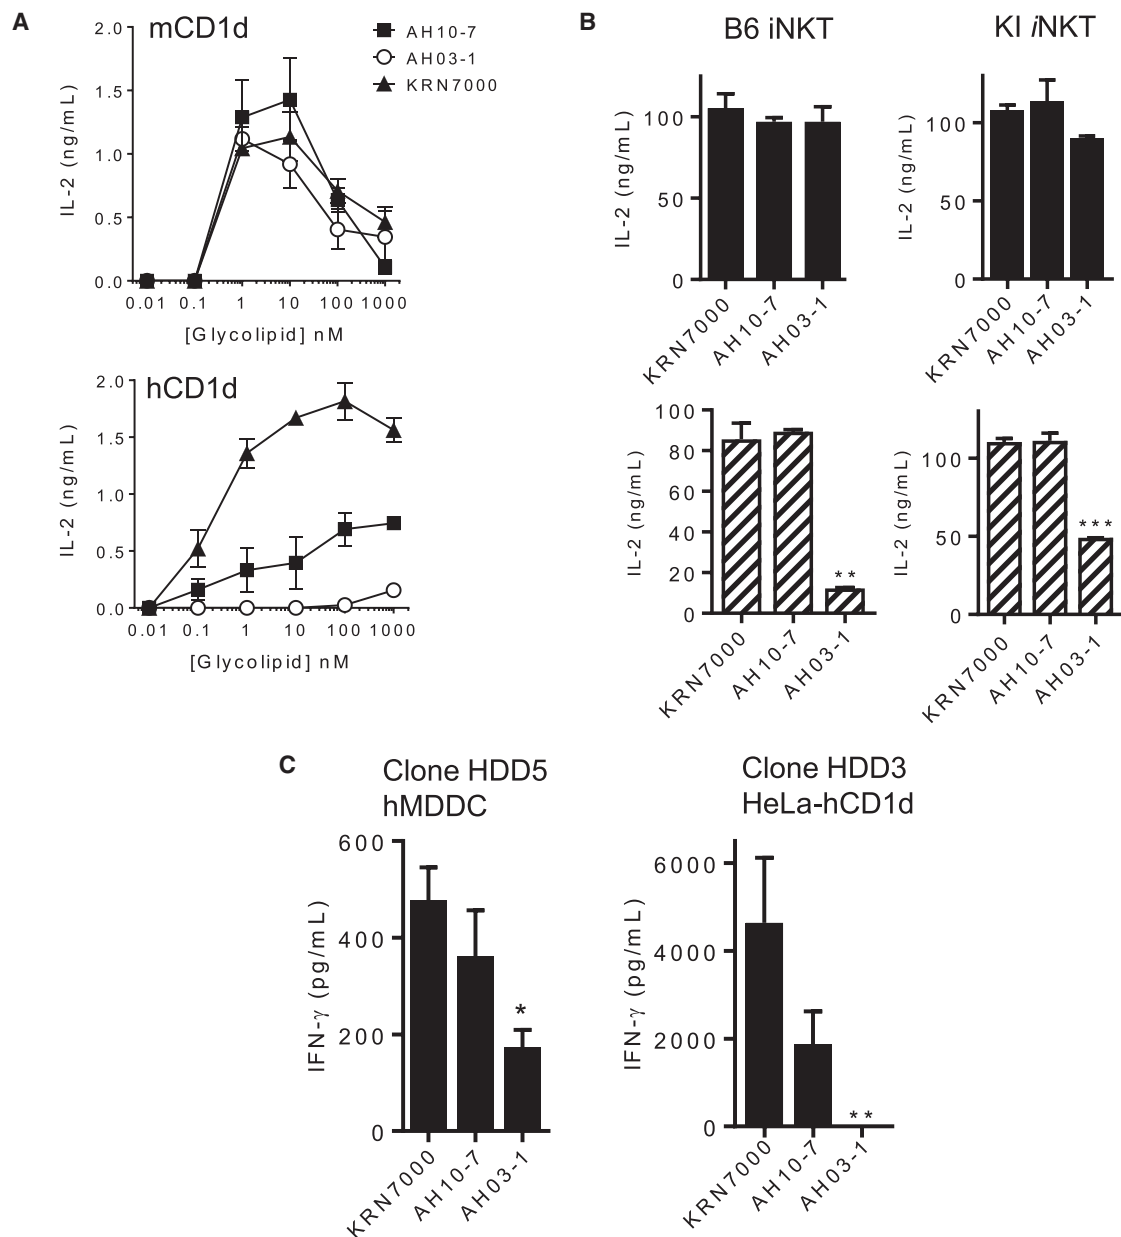 A
mCD1d
AH10-7
AH03-1
KRN7000
IL-2 (ng/mL)
2.0
1.5
1.0
0.5
0.0
0.01 0.1 1 10 100 1000
[Glycolipid] nM
hCD1d
IL-2 (ng/mL)
2.0
1.5
1.0
0.5
0.0
0.01 0.1 1 10 100 1000
[Glycolipid] nM
B
B6 iNKT
IL-2 (ng/mL)
100
50
0
KRN7000
AH10-7
AH03-1
KI iNKT
IL-2 (ng/mL)
100
50
0
KRN7000
AH10-7
AH03-1
IL-2 (ng/mL)
100
80
60
40
20
0
**
KRN7000
AH10-7
AH03-1
IL-2 (ng/mL)
100
50
0
***
KRN7000
AH10-7
AH03-1
C
Clone HDD5
hMDDC
IFN-γ (pg/mL)
600
400
200
0
*
KRN7000
AH10-7
AH03-1
Clone HDD3
HeLa-hCD1d
IFN-γ (pg/mL)
6000
4000
2000
0
**
KRN7000
AH10-7
AH03-1